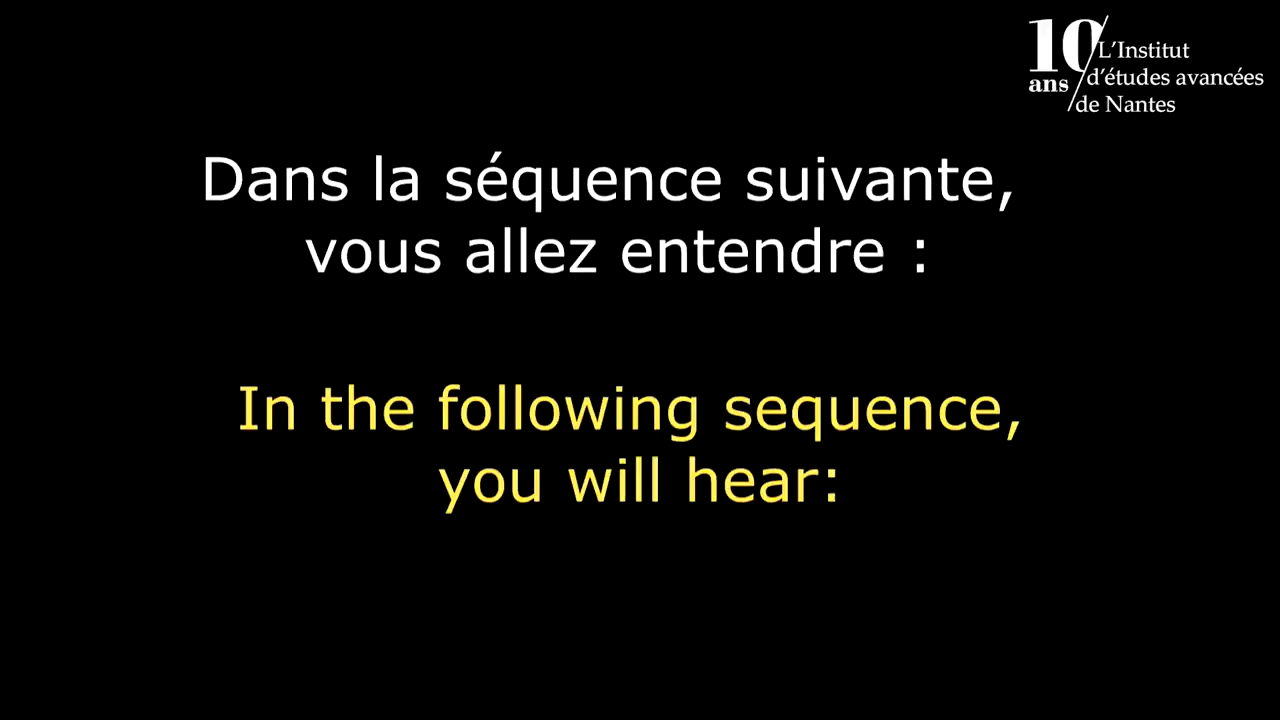 10 ans
L'Institut
d'études avancées
de Nantes
Dans la séquence suivante,
vous allez entendre :
In the following sequence,
you will hear: